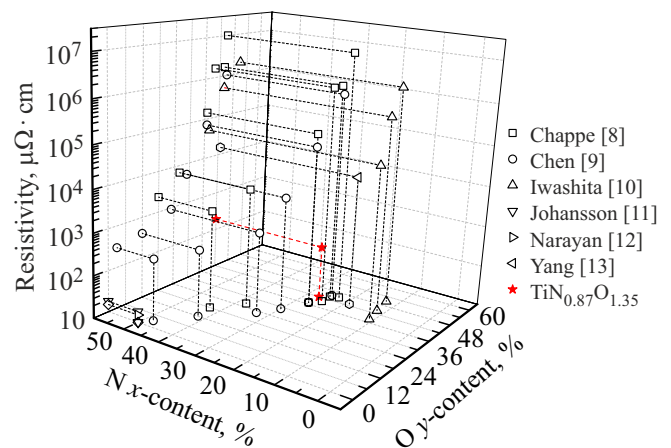 Resistivity, μΩ· cm
10⁷
10⁶
10⁵
10⁴
10³
10²
10
50
40
30
20
10
0
N x-content, %
0
12
24
36
48
60
O y-content, %
Chappe [8]
Chen [9]
Iwashita [10]
Johansson [11]
Narayan [12]
Yang [13]
TiN₀.₈₇O₁.₃₅